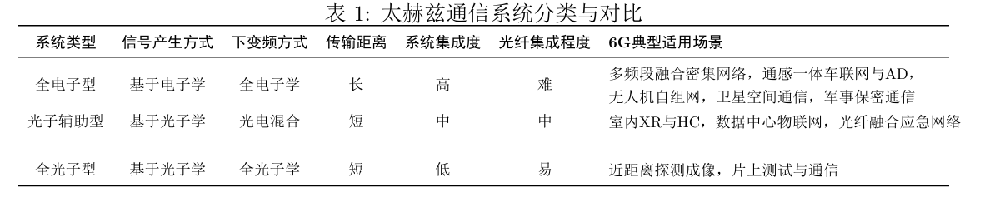 表 1: 太赫兹通信系统分类与对比
系统类型 信号产生方式 下变频方式 传输距离 系统集成度 光纤集成程度 6G典型适用场景
全电子型 基于电子学 全电子学 长 高 难 多频段融合密集网络，通感一体车联网与AD，
无人机自组网，卫星空间通信，军事保密通信
光子辅助型 基于光子学 光电混合 短 中 中 室内XR与HC，数据中心物联网，光纤融合应急网络
全光子型 基于光子学 全光子学 短 低 易 近距离探测成像，片上测试与通信